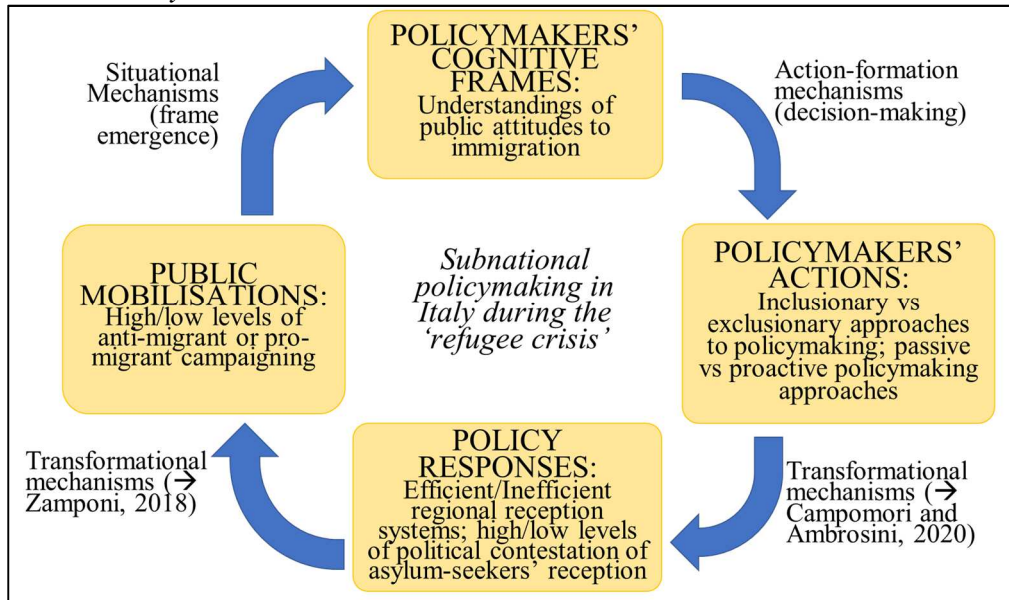 POLICYMAKERS'
COGNITIVE
FRAMES:
Understandings of
public attitudes to
immigration
Situational
Mechanisms
(frame
emergence)
Action-formation
mechanisms
(decision-making)
PUBLIC
MOBILISATIONS:
High/low levels of
anti-migrant or pro-
migrant campaigning
Subnational
policymaking in
Italy during the
‘refugee crisis’
POLICYMAKERS'
ACTIONS:
Inclusionary vs
exclusionary approaches
to policymaking; passive
vs proactive policymaking
approaches
Transformational
mechanisms (→
Zamponi, 2018)
POLICY
RESPONSES:
Efficient/Inefficient
regional reception
systems; high/low levels
of political contestation of
asylum-seekers' reception
Transformational
mechanisms (→
Campomori and
Ambrosini, 2020)